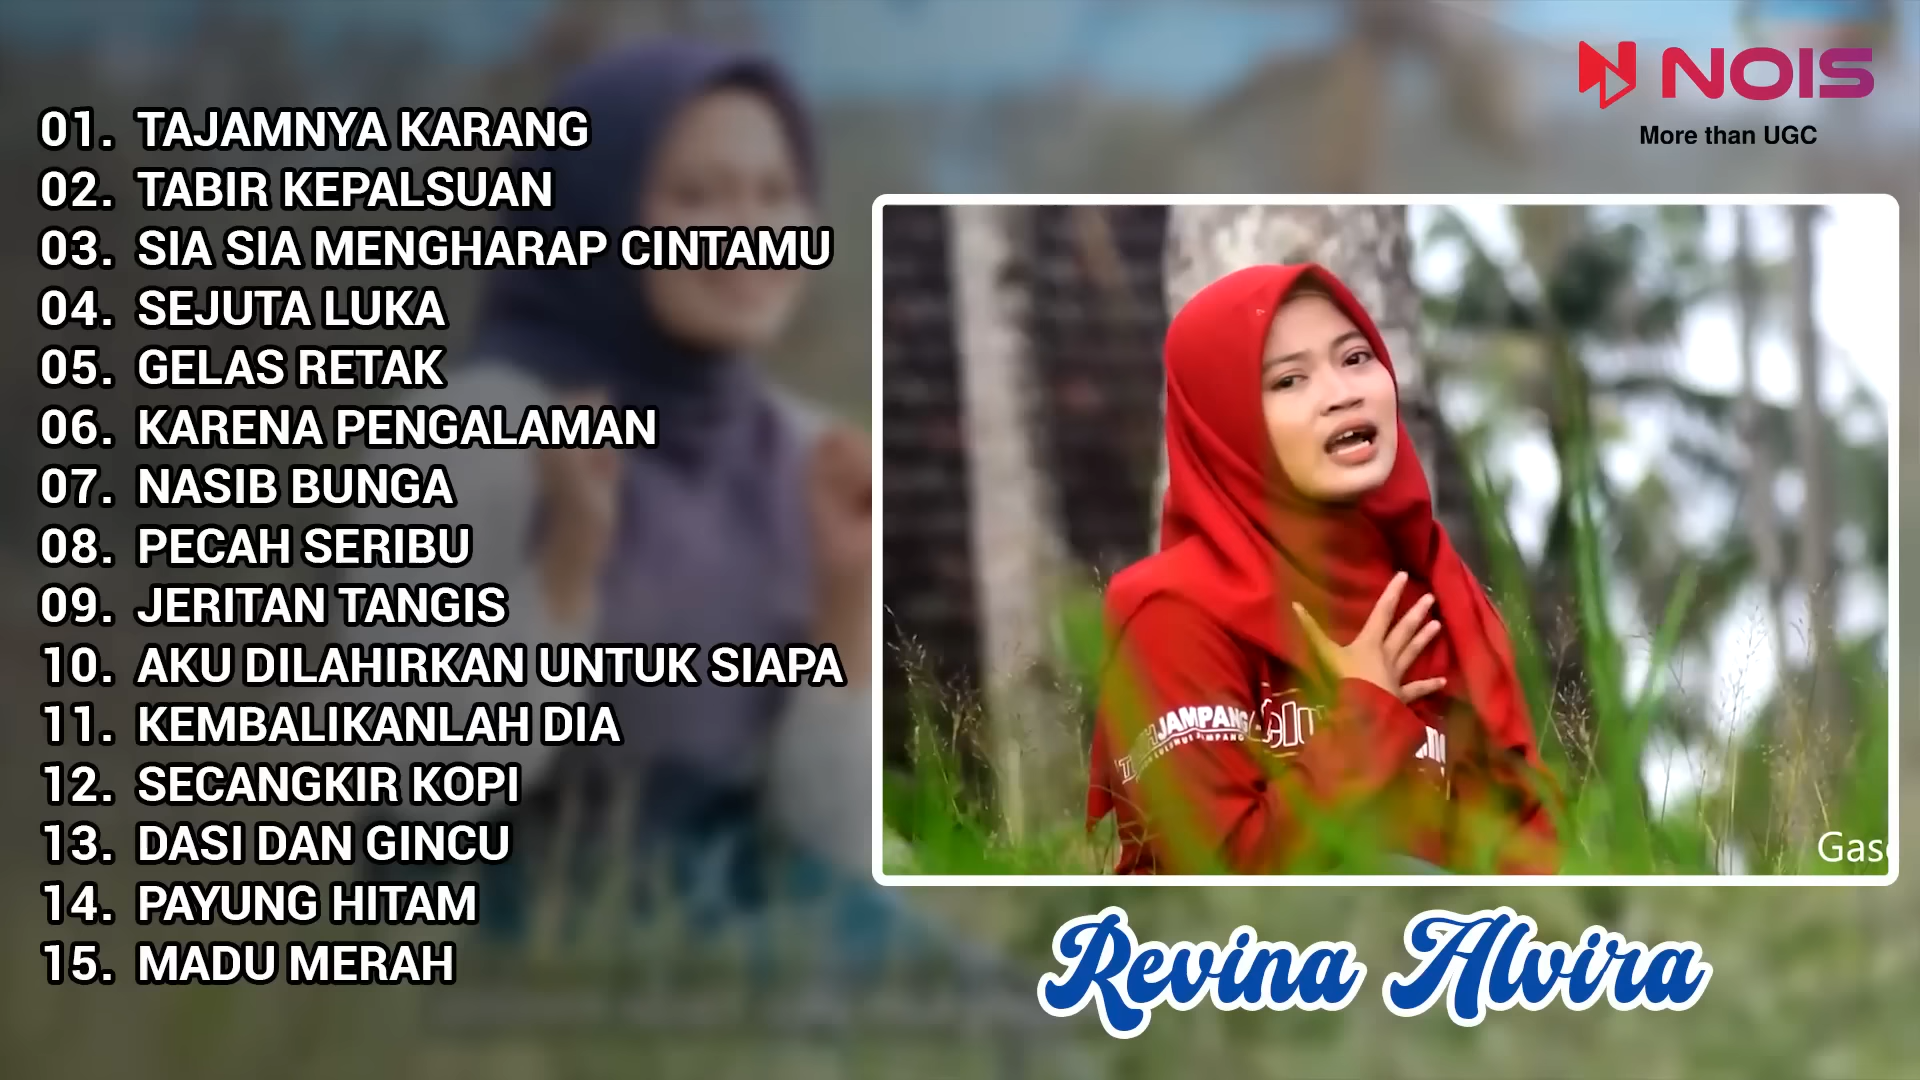 01. TAJAMNYA KARANG
02. TABIR KEPALSUAN
03. SIA SIA MENGHARAP CINTAMU
04. SEJUTA LUKA
05. GELAS RETAK
06. KARENA PENGALAMAN
07. NASIB BUNGA
08. PECAH SERIBU
09. JERITAN TANGIS
10. AKU DILAHIRKAN UNTUK SIAPA
11. KEMBALIKANLAH DIA
12. SECANGKIR KOPI
13. DASI DAN GINCU
14. PAYUNG HITAM
15. MADU MERAH
NOIS
More than UGC
JAMPANG
Gas
Revina Alvira